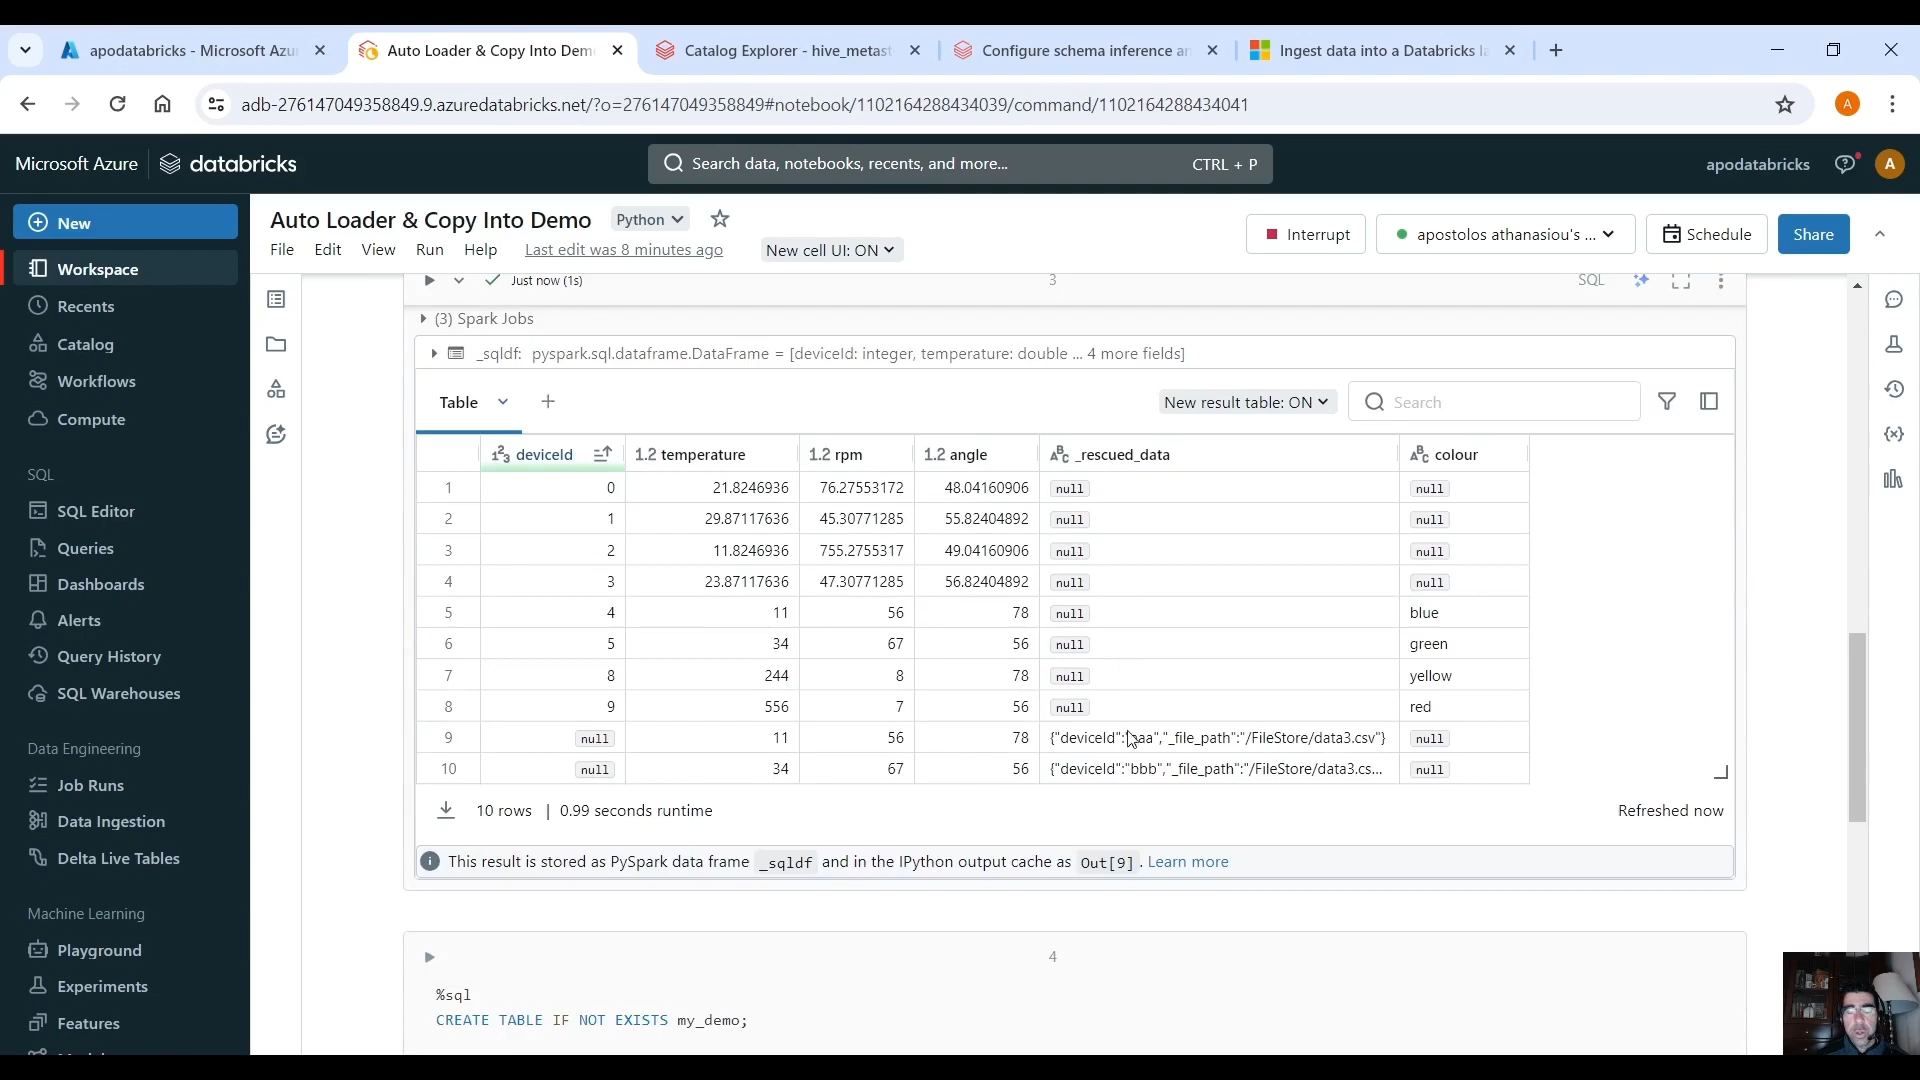 apodatabricks - Microsoft Azu
Auto Loader & Copy Into Dem
Catalog Explorer - hive_metast
Configure schema inference an
Ingest data into a Databricks la
adb-276147049358849.9.azuredatabricks.net/?o=276147049358849#notebook/1102164288434039/command/1102164288434041
A
Microsoft Azure
databricks
Search data, notebooks, recents, and more...
CTRL + P
apodatabricks
A
New
Workspace
Recents
Catalog
Workflows
Compute
SQL
SQL Editor
Queries
Dashboards
Alerts
Query History
SQL Warehouses
Data Engineering
Job Runs
Data Ingestion
Delta Live Tables
Machine Learning
Playground
Experiments
Features
Auto Loader & Copy Into Demo
Python
File Edit View Run Help
Last edit was 8 minutes ago
New cell UI: ON
Interrupt
apostolos athanasiou's ...
Schedule
Share
Just now (1s)
3
SQL
(3) Spark Jobs
_sqldf: pyspark.sql.dataframe.DataFrame = [deviceId: integer, temperature: double ... 4 more fields]
Table
New result table: ON
Search
deviceId 1.2 temperature 1.2 rpm 1.2 angle _rescued_data colour
1 0 21.8246936 76.27553172 48.04160906 null null
2 1 29.87117636 45.30771285 55.82404892 null null
3 2 11.8246936 755.2755317 49.04160906 null null
4 3 23.87117636 47.30771285 56.82404892 null null
5 4 11 56 78 null blue
6 5 34 67 56 null green
7 8 244 8 78 null yellow
8 9 556 7 56 null red
9 null 11 56 78 {"deviceId":"aaa","_file_path":"/FileStore/data3.csv"} null
10 null 34 67 56 {"deviceId":"bbb","_file_path":"/FileStore/data3.cs... null
10 rows | 0.99 seconds runtime
Refreshed now
This result is stored as PySpark data frame _sqldf and in the IPython output cache as Out[9]. Learn more
4
%sql
CREATE TABLE IF NOT EXISTS my_demo;